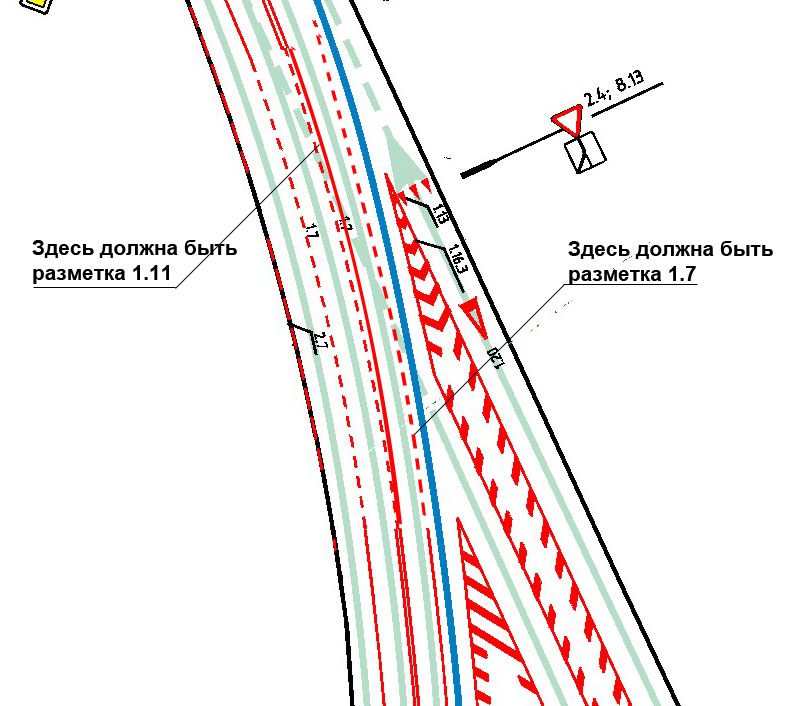 2.4; 8.13
1.13
1.16.3
1.7
1.7
Здесь должна быть
разметка 1.11
Здесь должна быть
разметка 1.7
2.7
1.20